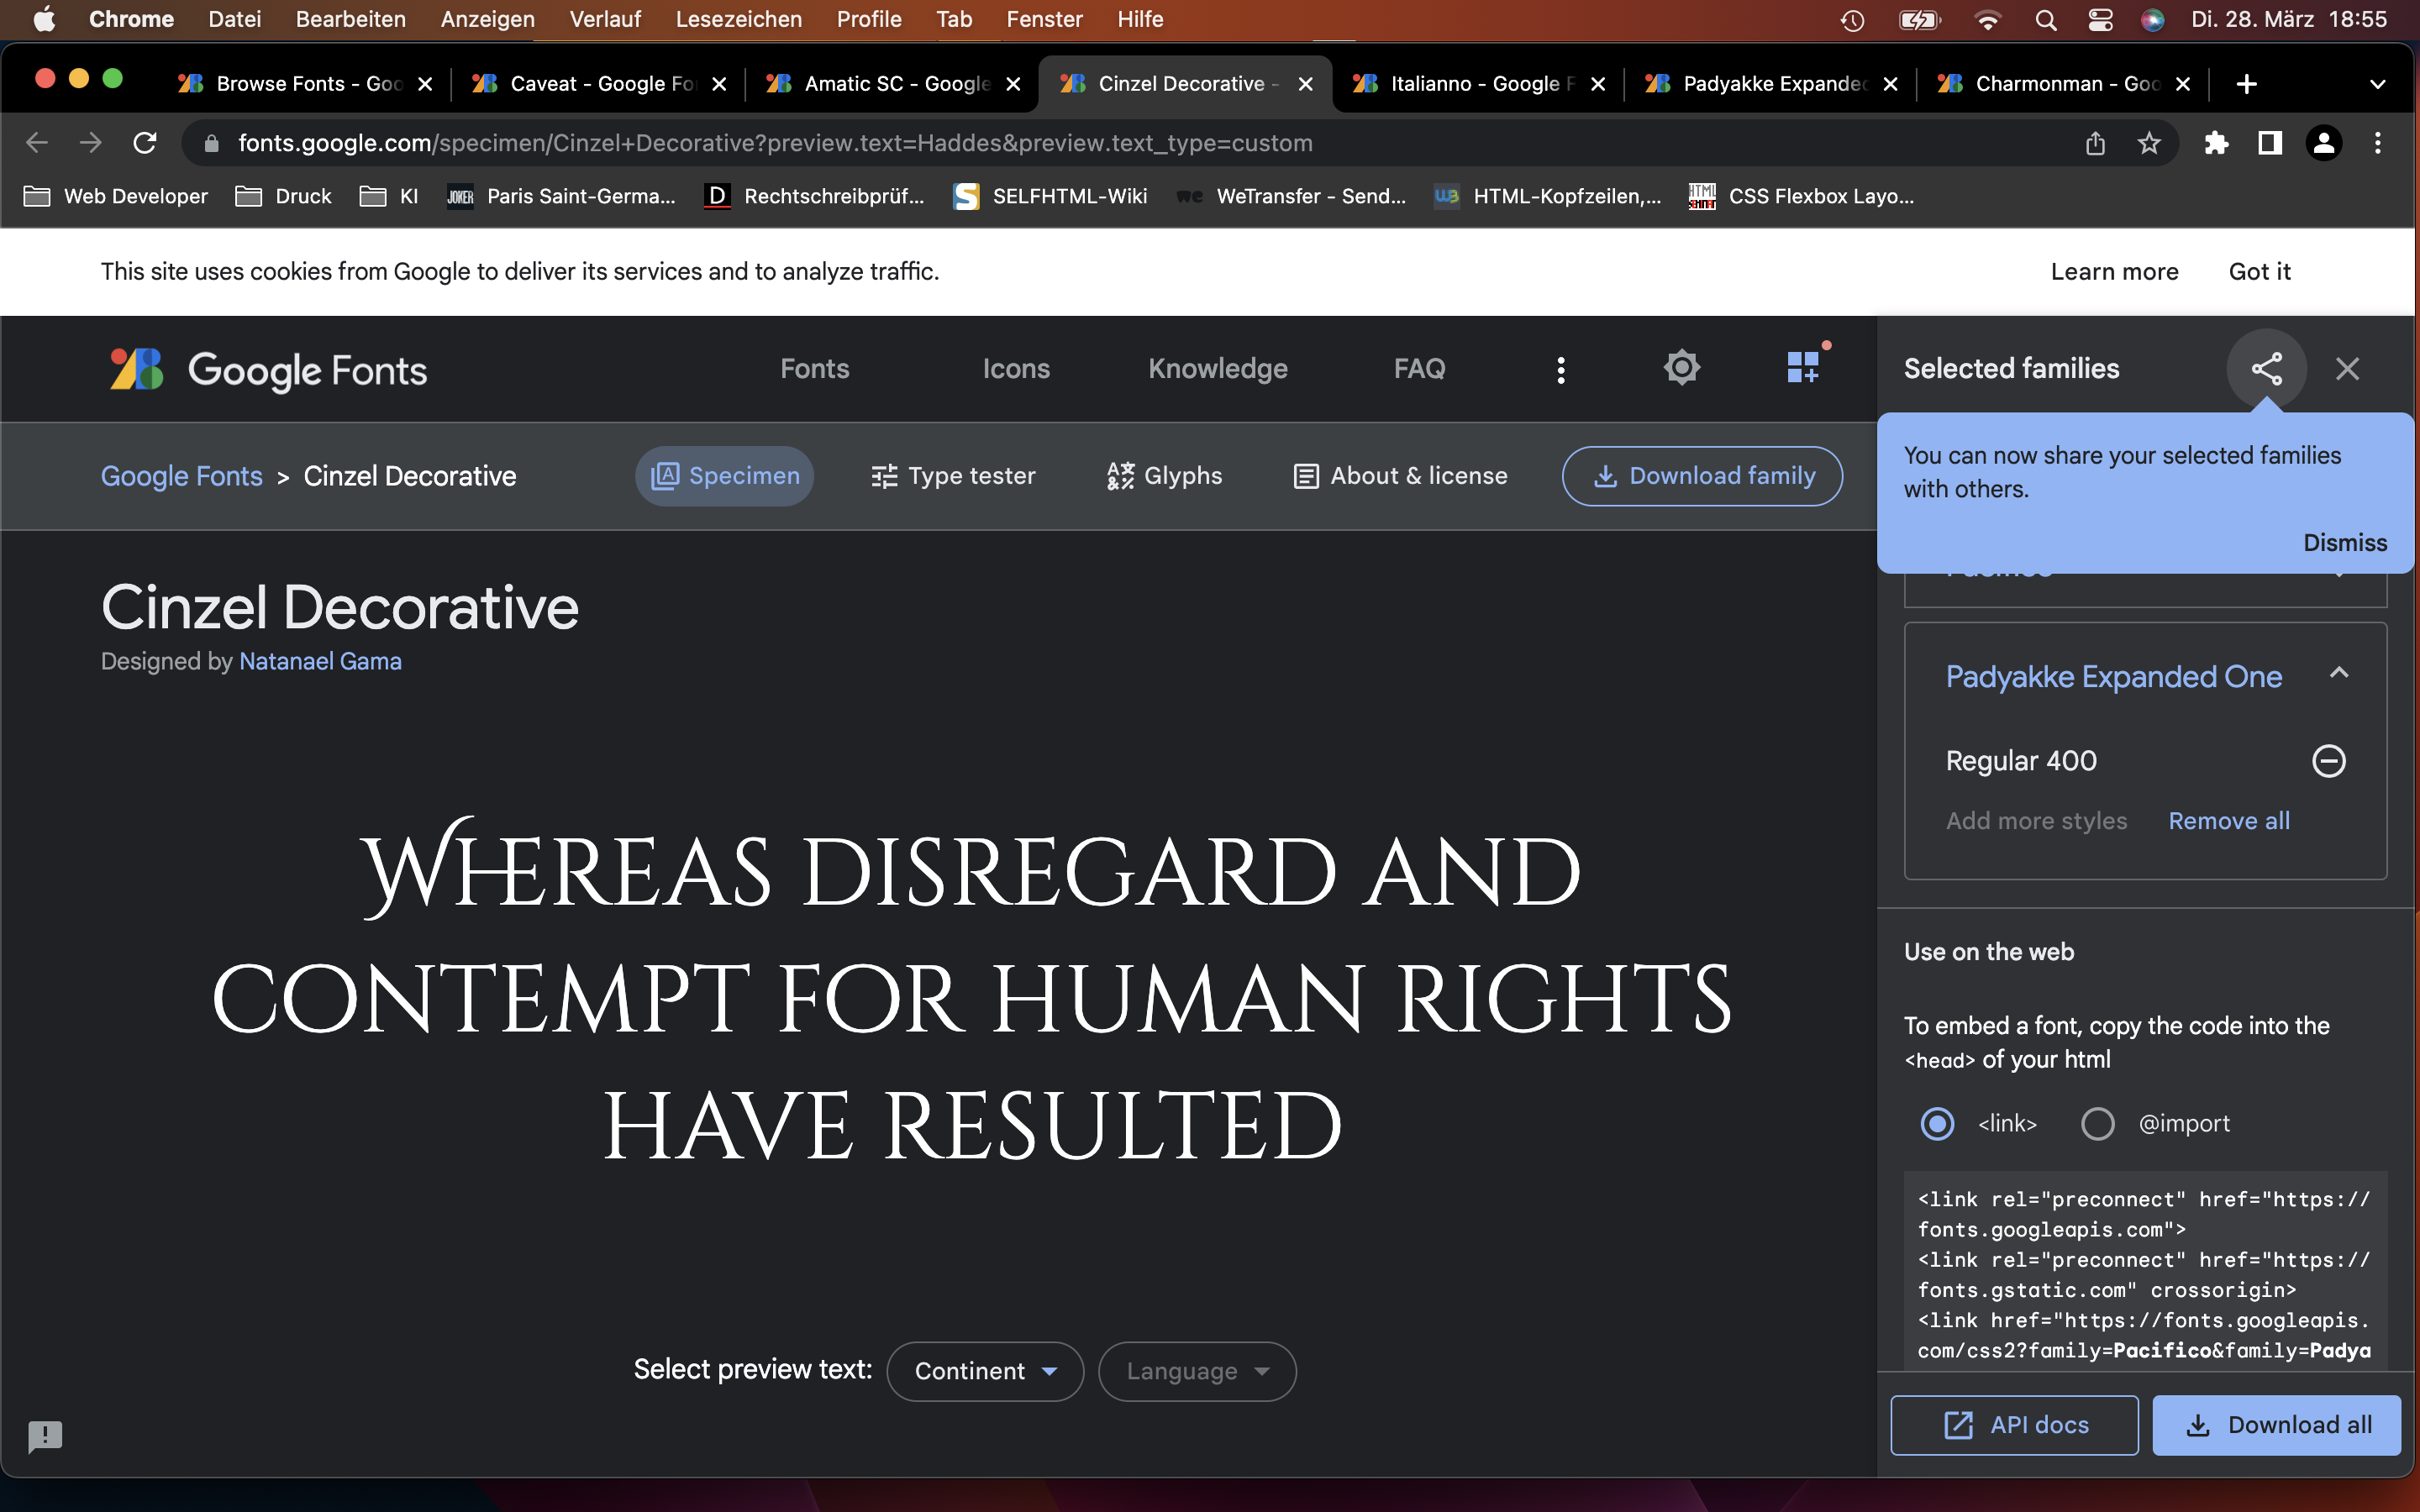 Chrome Datei Bearbeiten Anzeigen Verlauf Lesezeichen Profile Tab Fenster Hilfe Di. 28. März 18:55
Browse Fonts - Goo Caveat - Google Fo Amatic SC - Google Cinzel Decorative - Italianno - Google F Padyakke Expanded Charmonman - Goo
fonts.google.com/specimen/Cinzel+Decorative?preview.text=Haddes&preview.text_type=custom
Web Developer Druck KI JOKER Paris Saint-Germa... D Rechtschreibprüf... S SELFHTML-Wiki we WeTransfer - Send... W3 HTML-Kopfzeilen,... HTML CSS Flexbox Layo...
This site uses cookies from Google to deliver its services and to analyze traffic. Learn more Got it
Google Fonts Fonts Icons Knowledge FAQ
Google Fonts > Cinzel Decorative Specimen Type tester Glyphs About & license Download family
Cinzel Decorative
Designed by Natanael Gama
Whereas disregard and
contempt for human rights
have resulted
Select preview text: Continent Language
Selected families
You can now share your selected families
with others.
Dismiss
Padyakke Expanded One
Regular 400
Add more styles Remove all
Use on the web
To embed a font, copy the code into the
<head> of your html
<link> @import
<link rel="preconnect" href="https://
fonts.googleapis.com">
<link rel="preconnect" href="https://
fonts.gstatic.com" crossorigin>
<link href="https://fonts.googleapis.
com/css2?family=Pacifico&family=Padya
API docs Download all